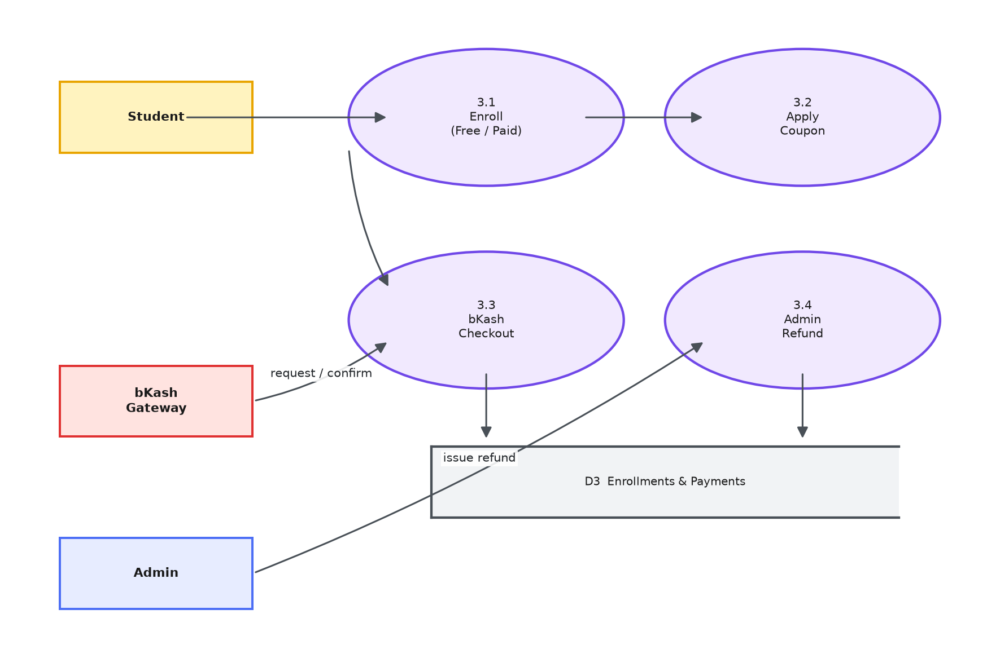 Student
3.1
Enroll
(Free / Paid)
3.2
Apply
Coupon
3.3
bKash
Checkout
3.4
Admin
Refund
request / confirm
bKash
Gateway
issue refund
D3  Enrollments & Payments
Admin